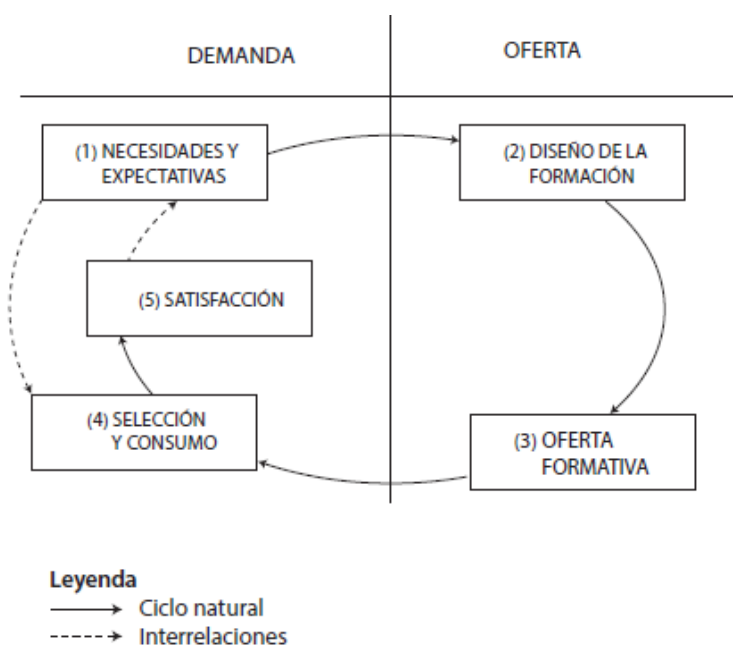 DEMANDA
OFERTA
(1) NECESIDADES Y
EXPECTATIVAS
(2) DISEÑO DE LA
FORMACIÓN
(5) SATISFACCIÓN
(4) SELECCIÓN
Y CONSUMO
(3) OFERTA
FORMATIVA
Leyenda
Ciclo natural
Interrelaciones